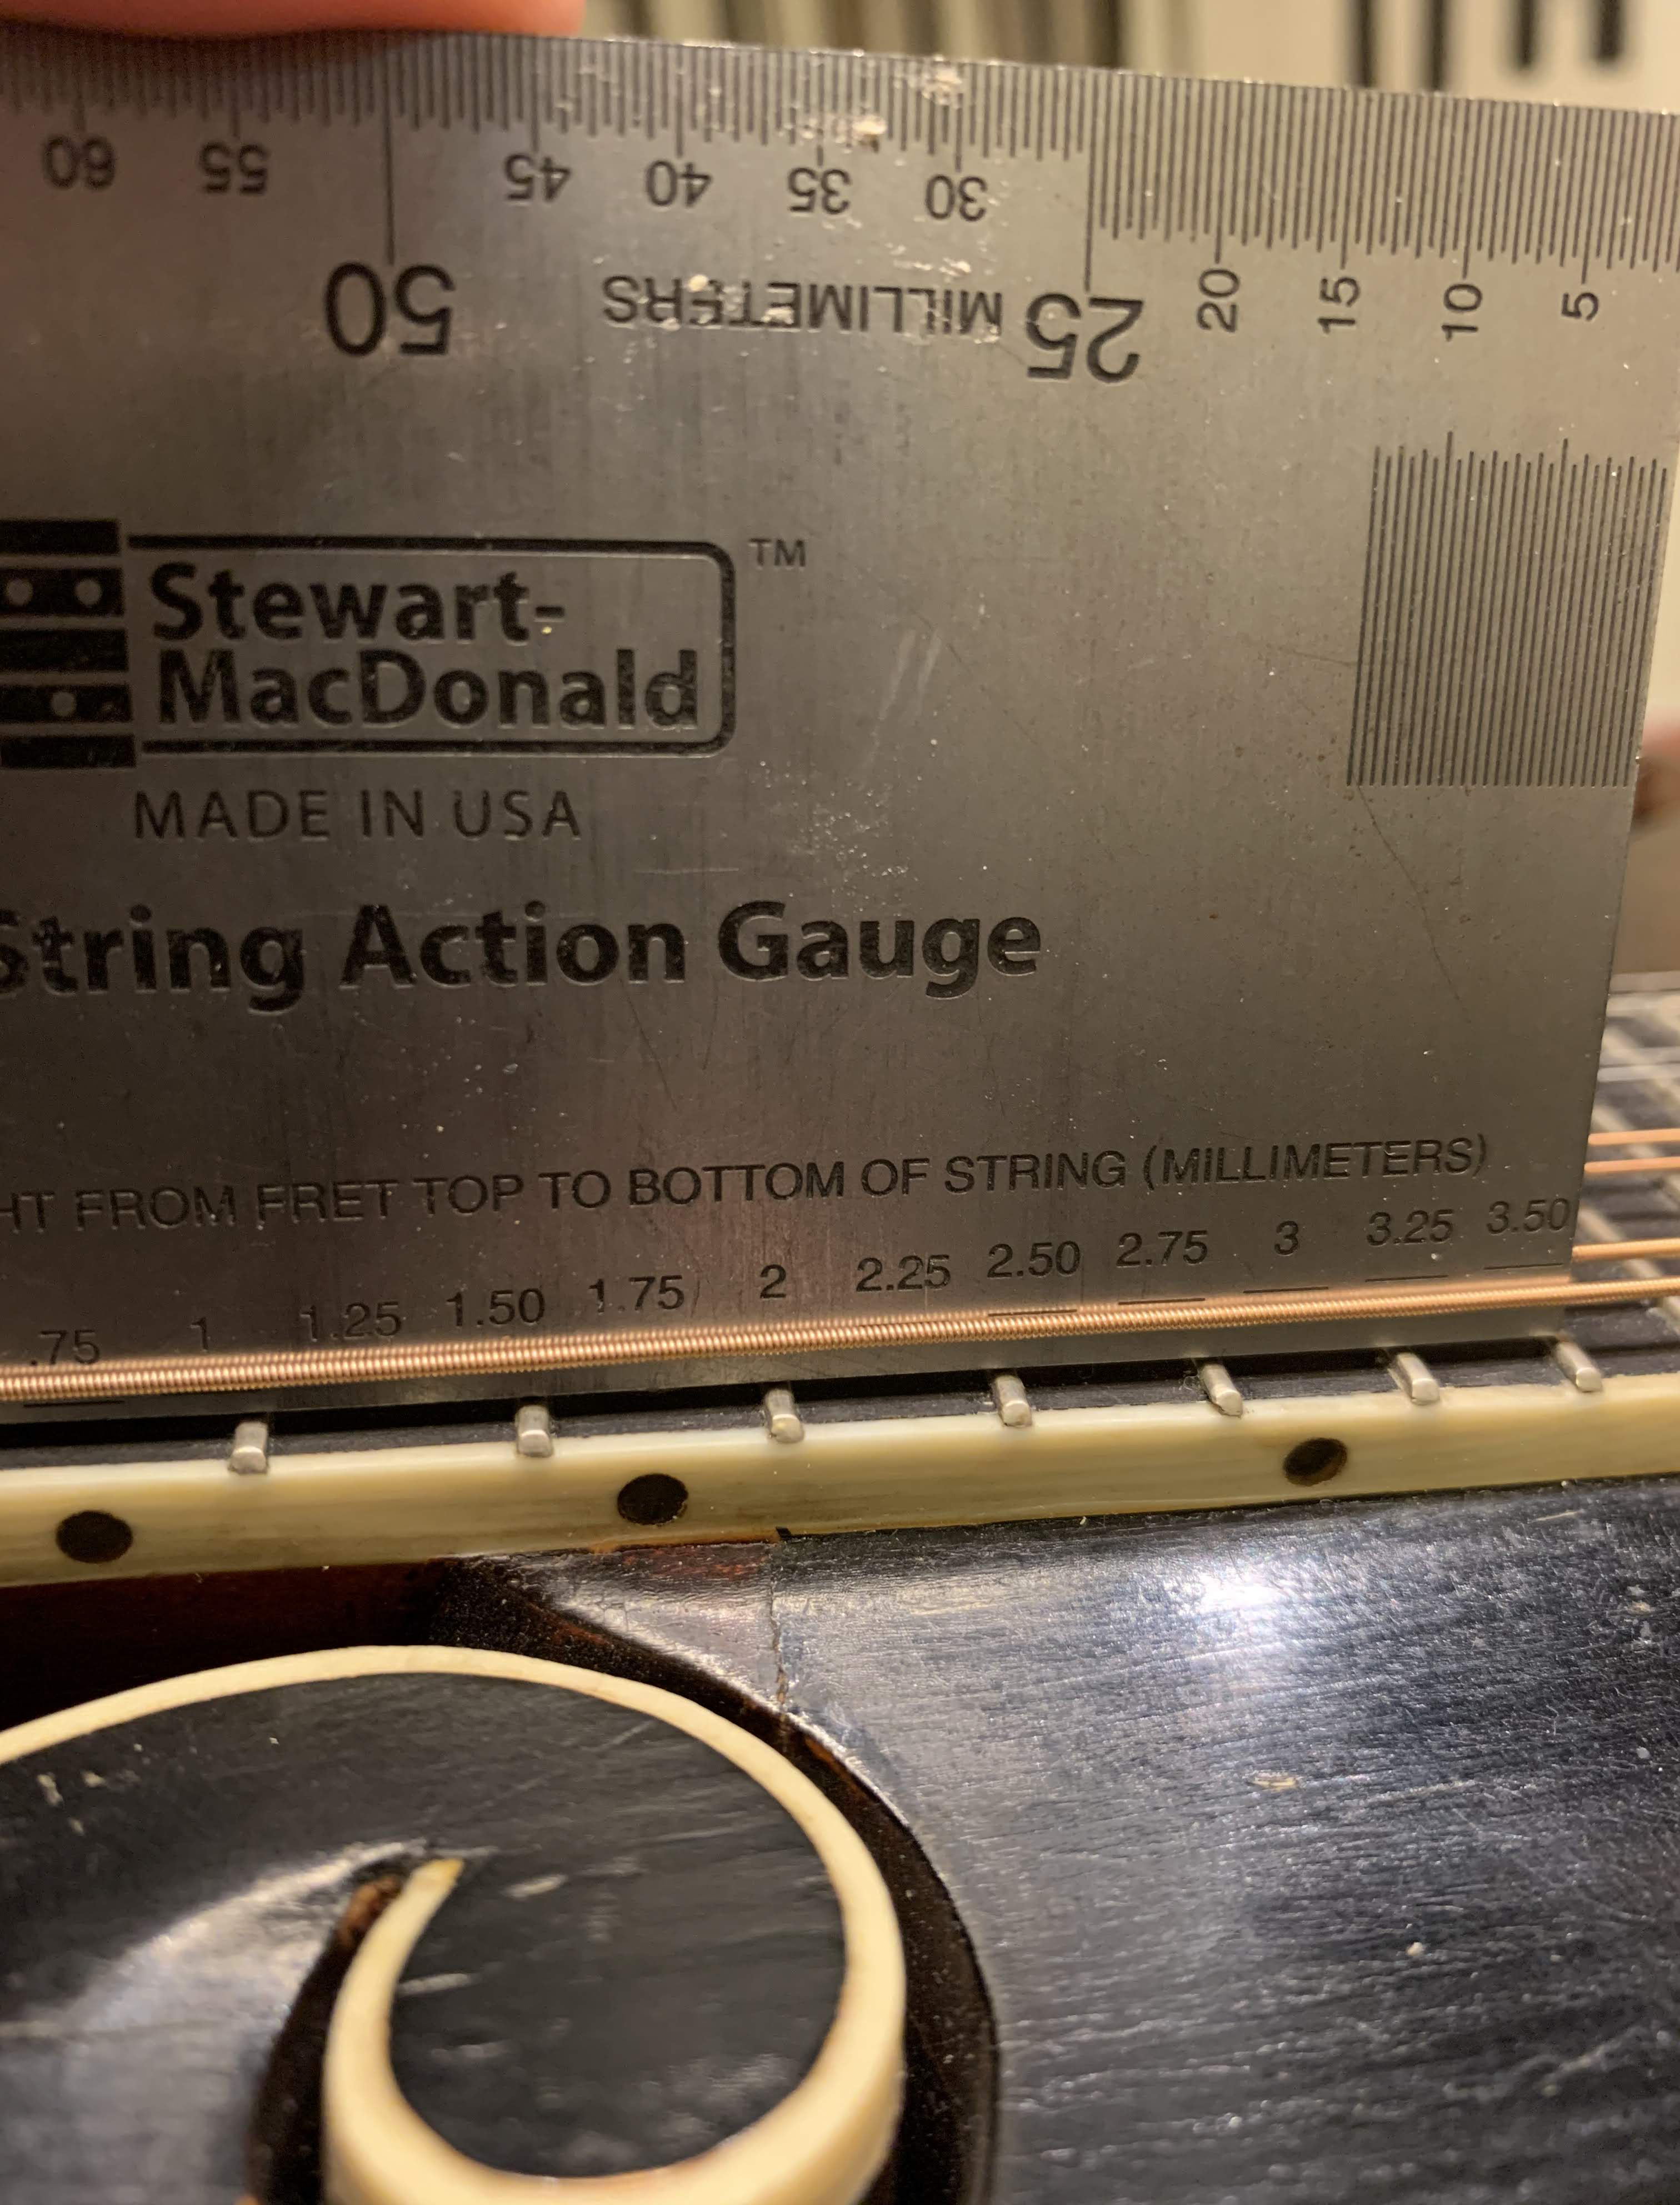 60 55 45 40 35 30
50 MILLIMETERS 25 20 15 10 5
Stewart- TM
MacDonald
MADE IN USA
String Action Gauge
HT FROM FRET TOP TO BOTTOM OF STRING (MILLIMETERS)
.75 1 1.25 1.50 1.75 2 2.25 2.50 2.75 3 3.25 3.50